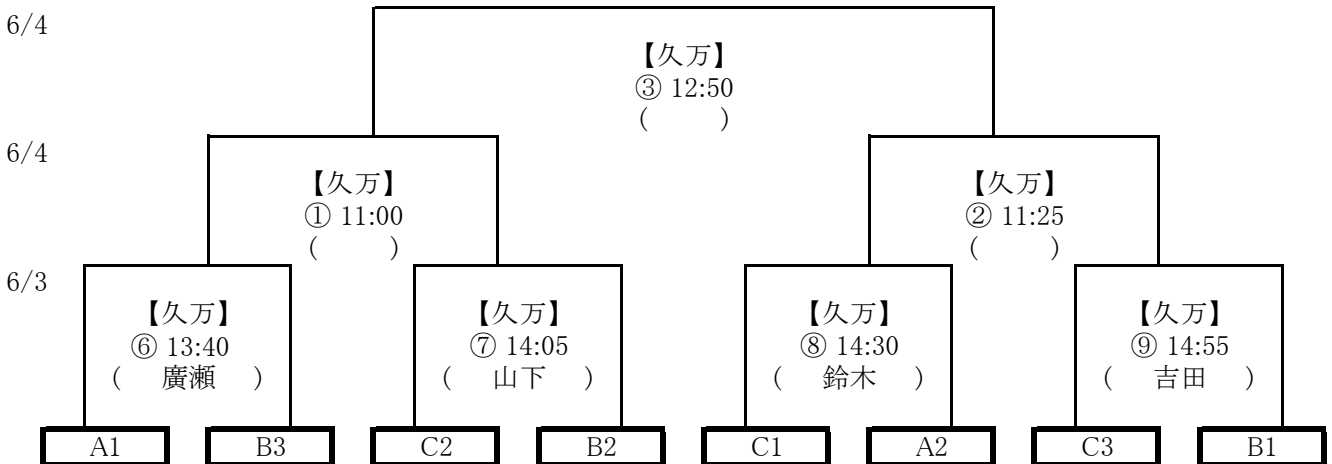 6/4
【久万】
③ 12:50
(　　　)
6/4
【久万】
① 11:00
(　　　)
【久万】
② 11:25
(　　　)
6/3
【久万】
⑥ 13:40
(　廣瀬　)
【久万】
⑦ 14:05
(　山下　)
【久万】
⑧ 14:30
(　鈴木　)
【久万】
⑨ 14:55
(　吉田　)
A1 B3 C2 B2 C1 A2 C3 B1